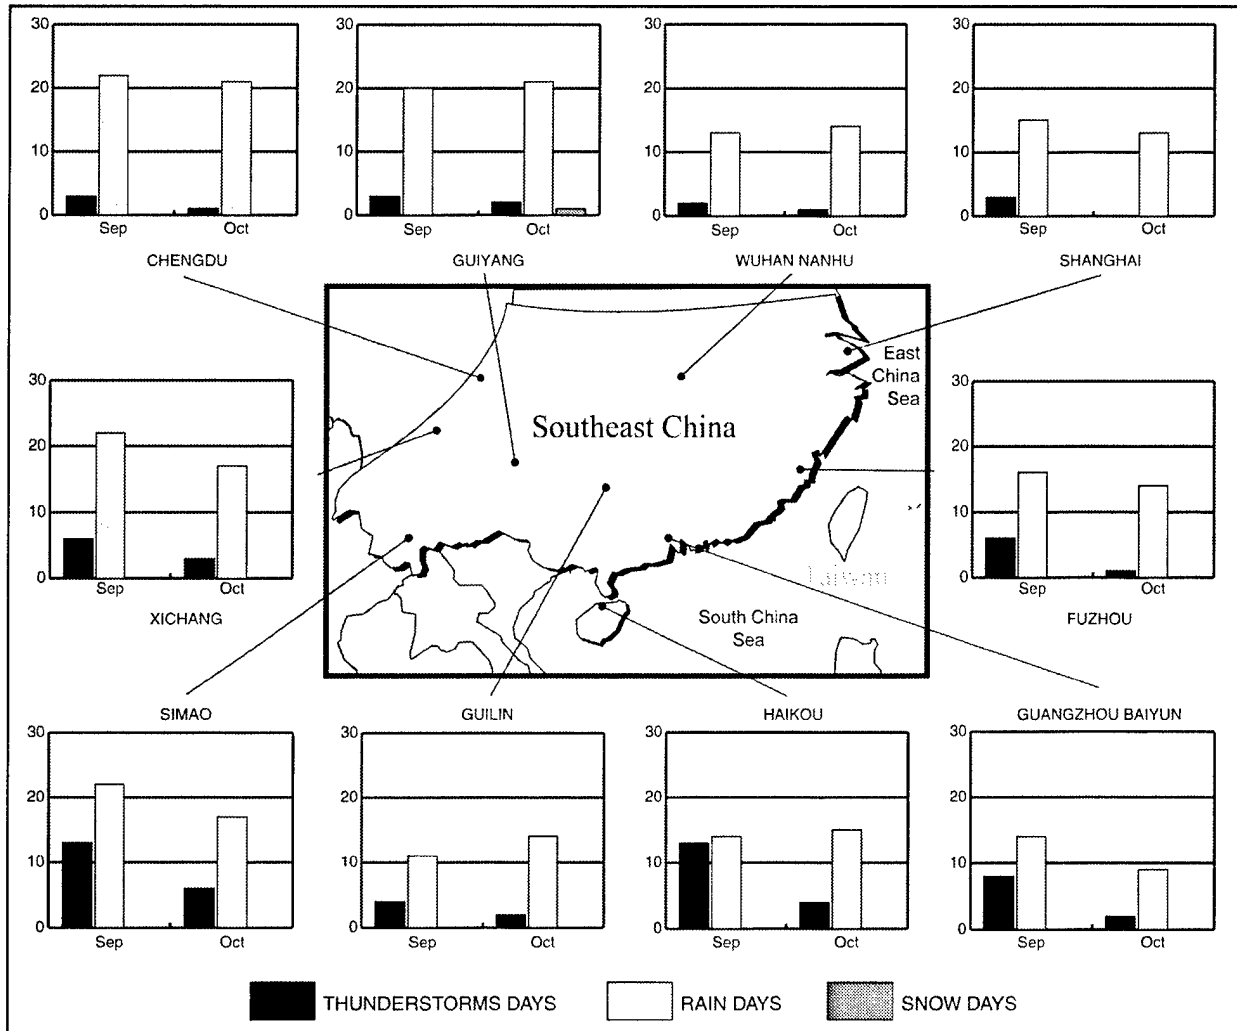 30
20
10
0
Sep
Oct
CHENGDU
30
20
10
0
Sep
Oct
GUIYANG
30
20
10
0
Sep
Oct
WUHAN NANHU
30
20
10
0
Sep
Oct
SHANGHAI
30
20
10
0
Sep
Oct
XICHANG
Southeast China
East
China
Sea
Taiwan
South China
Sea
30
20
10
0
Sep
Oct
FUZHOU
SIMAO
30
20
10
0
Sep
Oct
GUILIN
30
20
10
0
Sep
Oct
HAIKOU
30
20
10
0
Sep
Oct
GUANGZHOU BAIYUN
30
20
10
0
Sep
Oct
THUNDERSTORMS DAYS
RAIN DAYS
SNOW DAYS